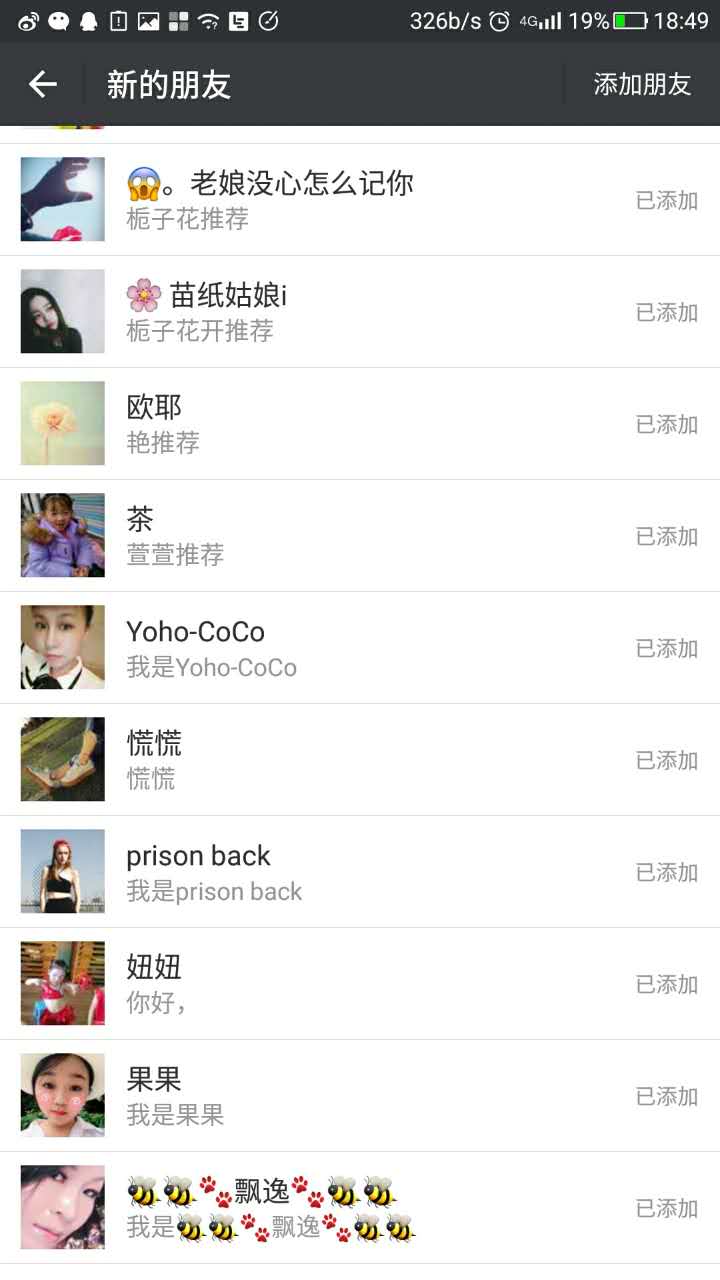 326b/s 4G 19% 18:49
新的朋友 添加朋友
😱。老娘没心怎么记你
栀子花推荐
已添加
🌸 苗纸姑娘i
栀子花开推荐
已添加
欧耶
艳推荐
已添加
茶
萱萱推荐
已添加
Yoho-CoCo
我是Yoho-CoCo
已添加
慌慌
慌慌
已添加
prison back
我是prison back
已添加
妞妞
你好，
已添加
果果
我是果果
已添加
🐝🐝🐾飘逸🐾🐝🐝
我是🐝🐝🐾飘逸🐾🐝🐝
已添加